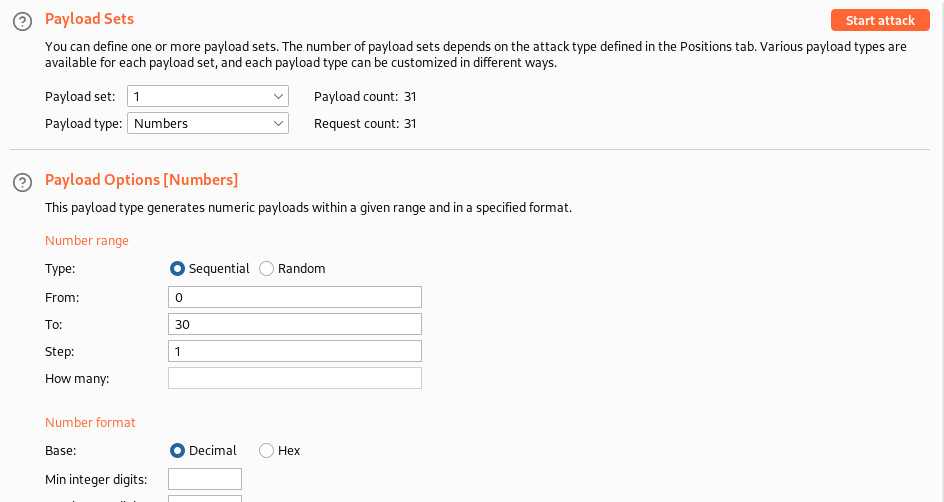 Payload Sets
Start attack
You can define one or more payload sets. The number of payload sets depends on the attack type defined in the Positions tab. Various payload types are
available for each payload set, and each payload type can be customized in different ways.
Payload set: 1 Payload count: 31
Payload type: Numbers Request count: 31
Payload Options [Numbers]
This payload type generates numeric payloads within a given range and in a specified format.
Number range
Type: Sequential Random
From: 0
To: 30
Step: 1
How many:
Number format
Base: Decimal Hex
Min integer digits: